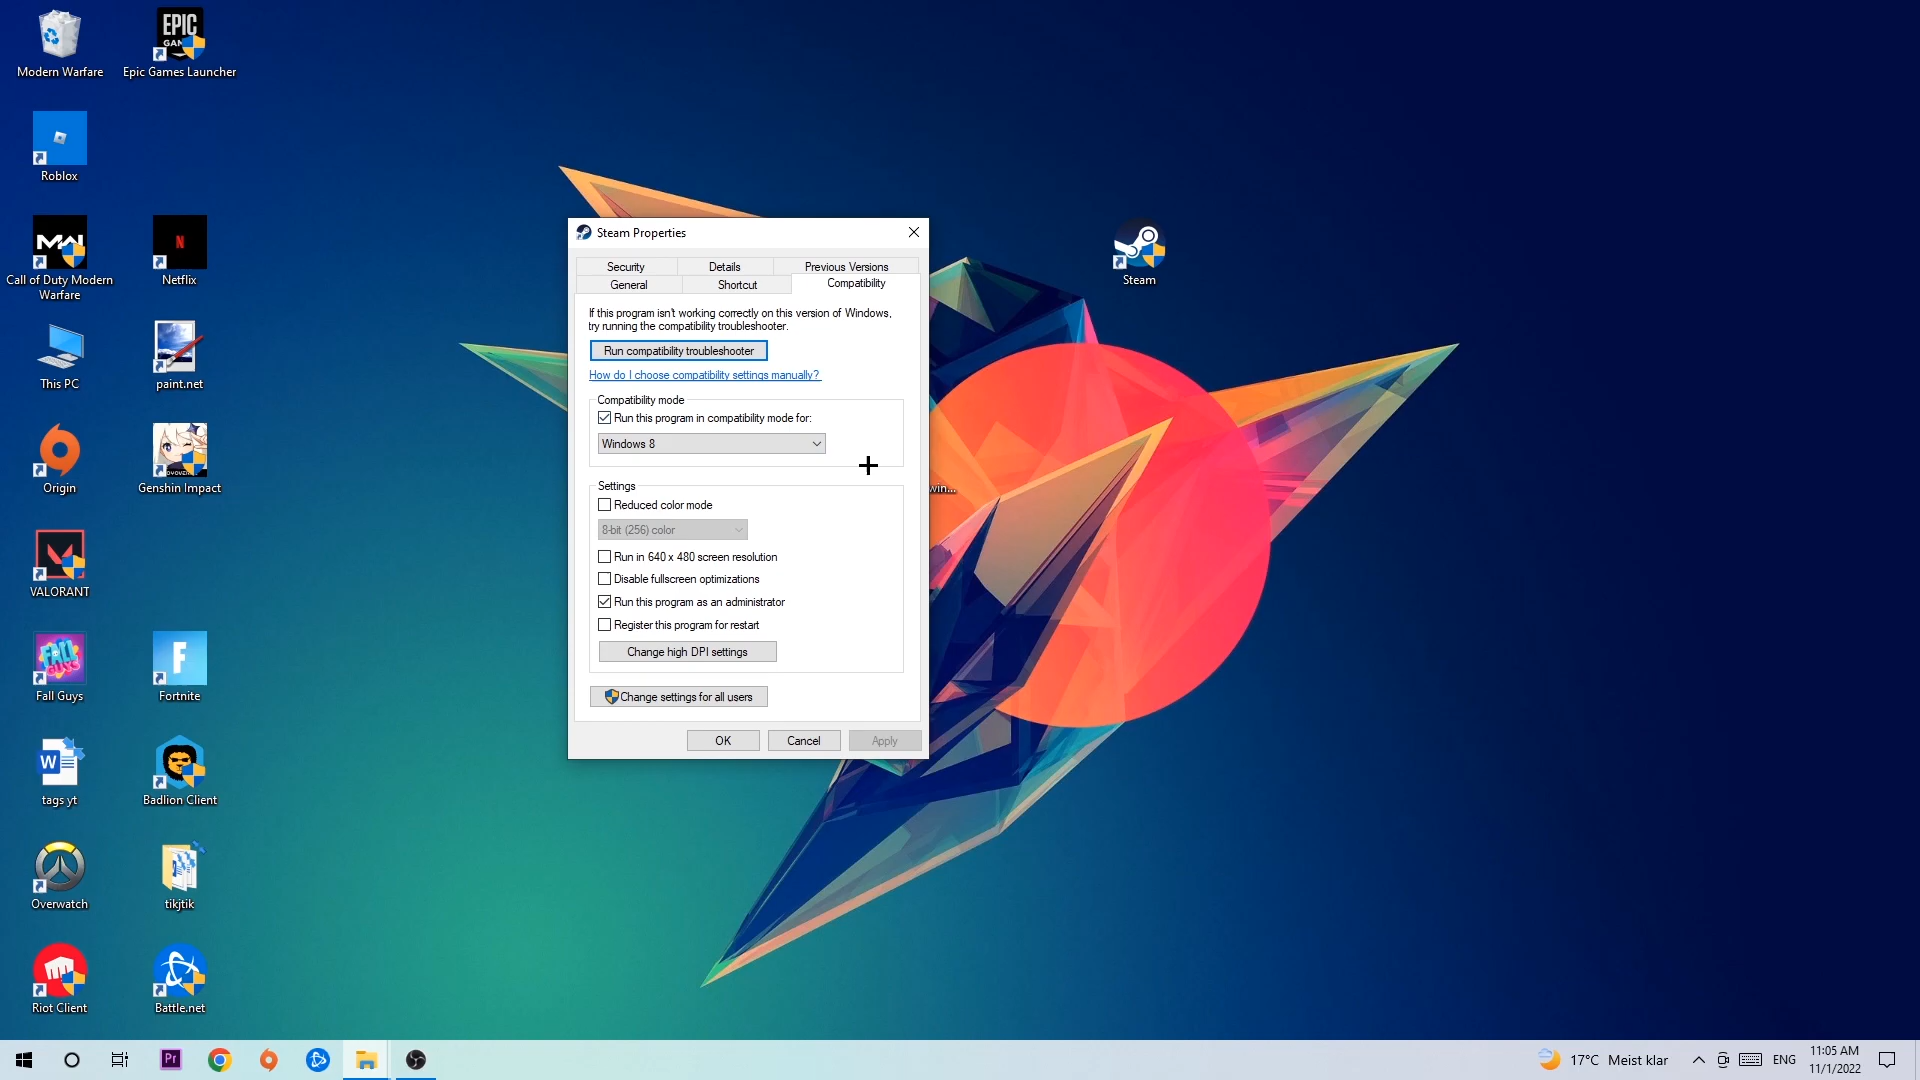 Modern Warfare
EPIC
GAMES
Epic Games Launcher
Roblox
Call of Duty Modern
Warfare
N
Netflix
This PC
paint.net
Origin
Genshin Impact
VALORANT
FALL
Fall Guys
F
Fortnite
W
tags yt
Badlion Client
Overwatch
tikjtik
Riot Client
Battle.net
Steam
win...
Steam Properties
Security
Details
Previous Versions
General
Shortcut
Compatibility
If this program isn't working correctly on this version of Windows,
try running the compatibility troubleshooter.
Run compatibility troubleshooter
How do I choose compatibility settings manually?
Compatibility mode
Run this program in compatibility mode for:
Windows 8
Settings
Reduced color mode
8-bit (256) color
Run in 640 x 480 screen resolution
Disable fullscreen optimizations
Run this program as an administrator
Register this program for restart
Change high DPI settings
Change settings for all users
OK
Cancel
Apply
Pr
17°C Meist klar
ENG
11:05 AM
11/1/2022